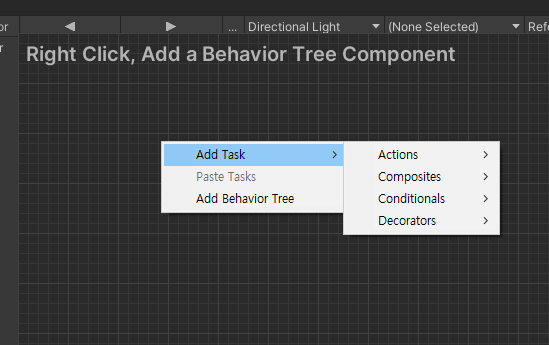 or
...
Directional Light
(None Selected)
Refe
r
Right Click, Add a Behavior Tree Component
Add Task
Paste Tasks
Add Behavior Tree
Actions
Composites
Conditionals
Decorators